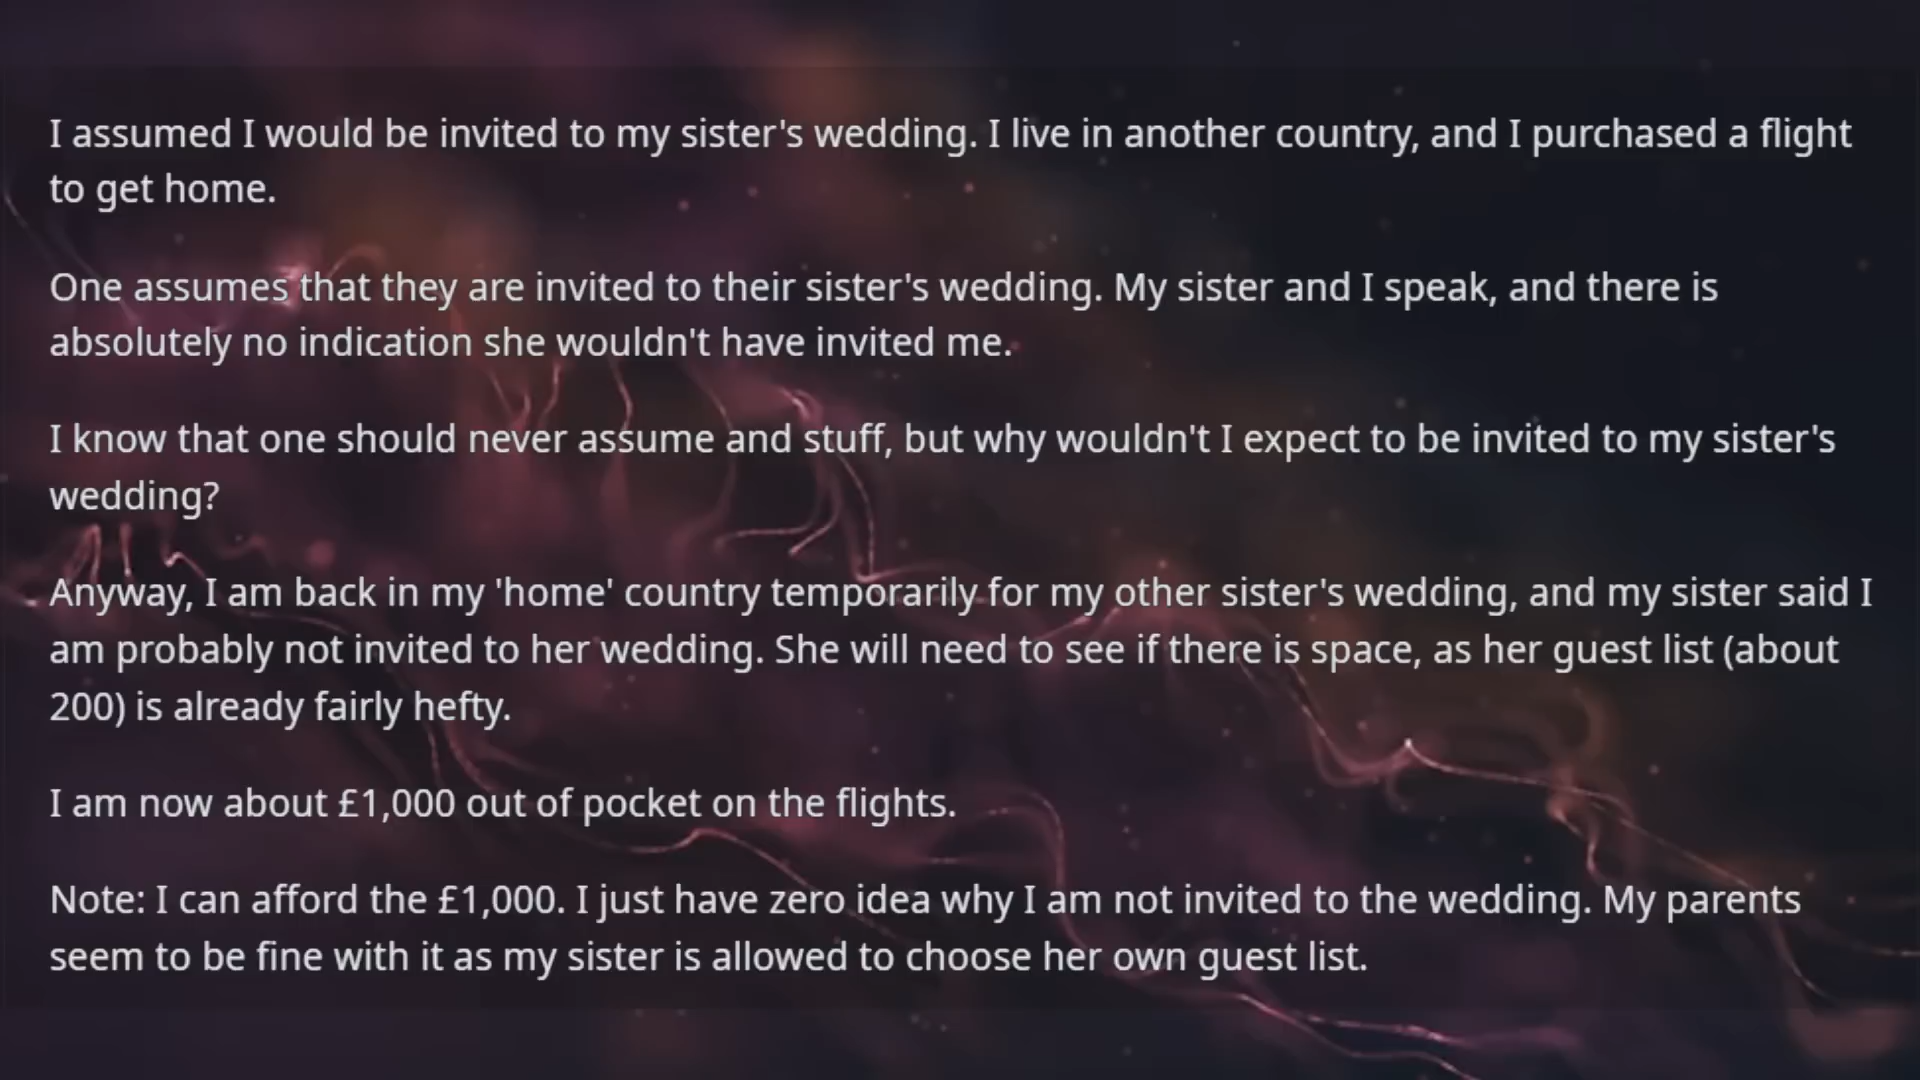 I assumed I would be invited to my sister's wedding. I live in another country, and I purchased a flight
to get home.
One assumes that they are invited to their sister's wedding. My sister and I speak, and there is
absolutely no indication she wouldn't have invited me.
I know that one should never assume and stuff, but why wouldn't I expect to be invited to my sister's
wedding?
Anyway, I am back in my 'home' country temporarily for my other sister's wedding, and my sister said I
am probably not invited to her wedding. She will need to see if there is space, as her guest list (about
200) is already fairly hefty.
I am now about £1,000 out of pocket on the flights.
Note: I can afford the £1,000. I just have zero idea why I am not invited to the wedding. My parents
seem to be fine with it as my sister is allowed to choose her own guest list.